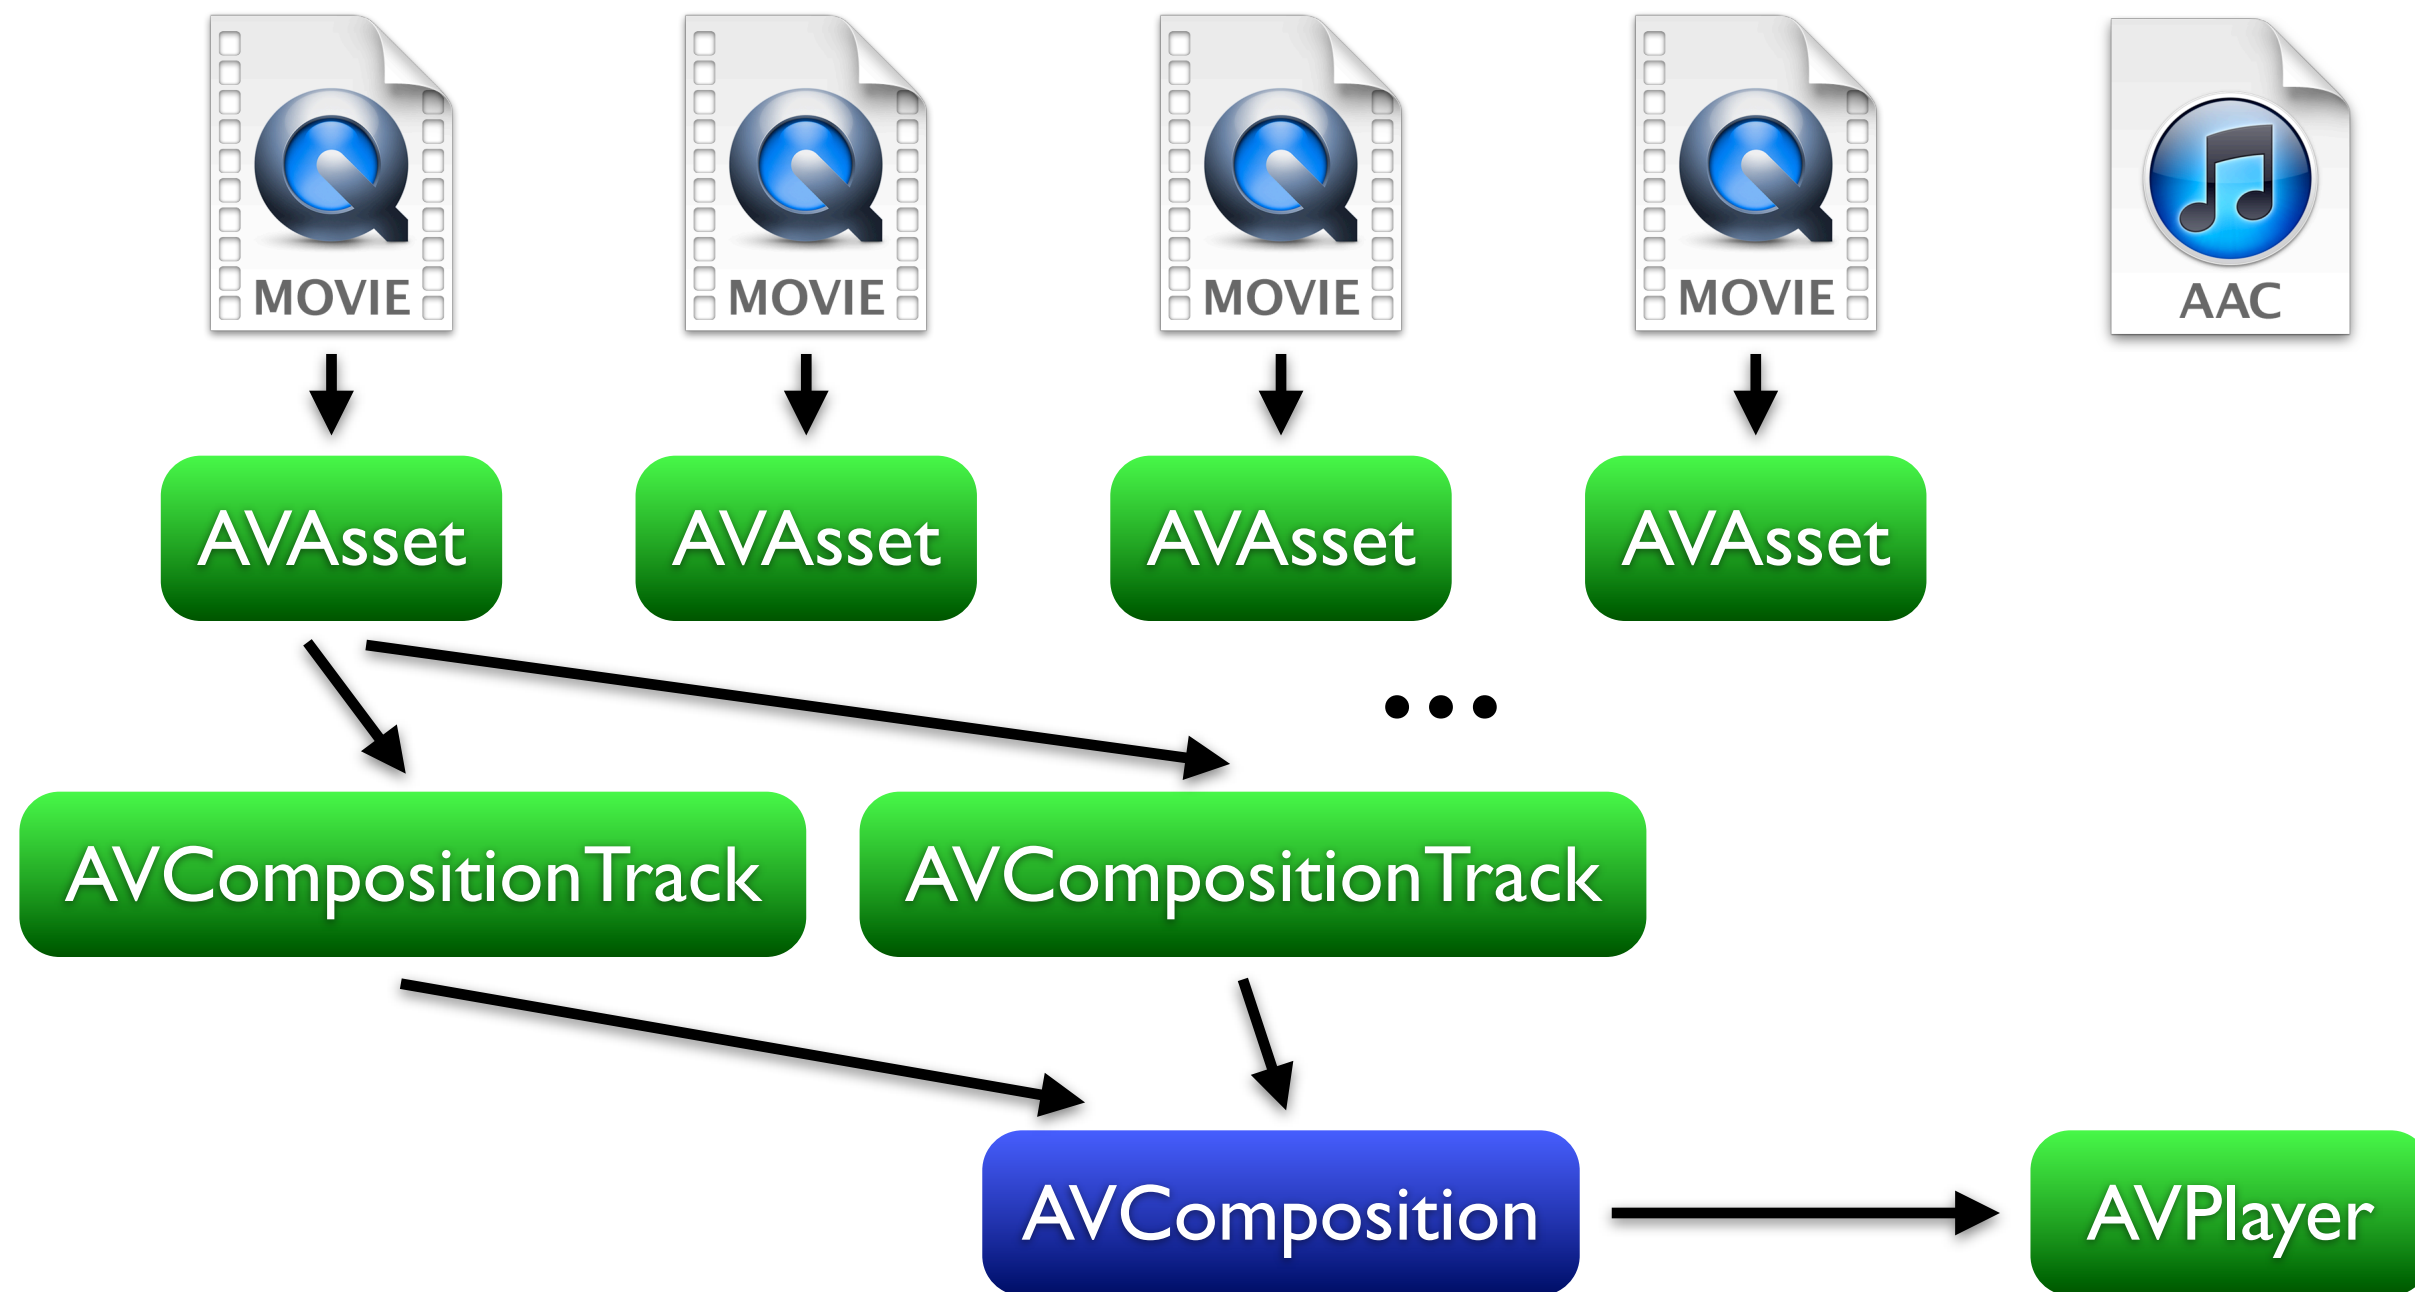 MOVIE MOVIE MOVIE MOVIE AAC
AVAsset AVAsset AVAsset AVAsset
...
AVCompositionTrack AVCompositionTrack
AVComposition AVPlayer